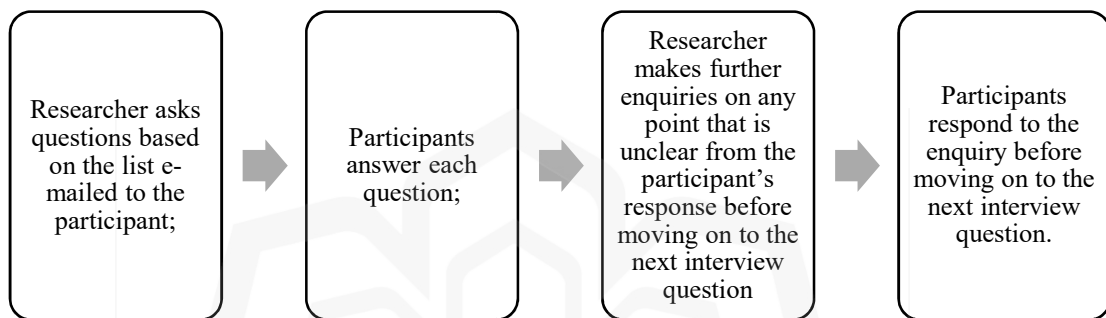 Researcher asks
questions based
on the list e-
mailed to the
participant;
Participants
answer each
question;
Researcher
makes further
enquiries on any
point that is
unclear from the
participant’s
response before
moving on to the
next interview
question
Participants
respond to the
enquiry before
moving on to the
next interview
question.